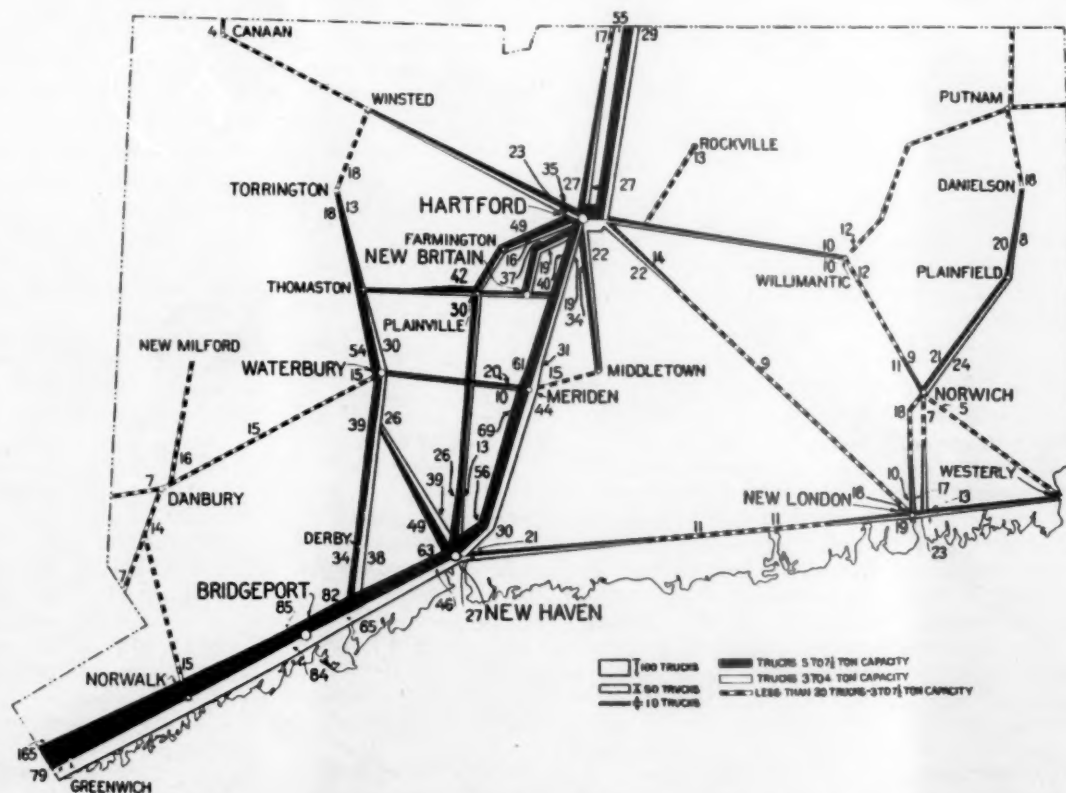 55
17 29
4 CANAAN
WINSTED
PUTNAM
23
35
ROCKVILLE
13
18
27 27
TORRINGTON
13
18
DANIELSON
18
HARTFORD
49
FARMINGTON
NEW BRITAIN
16
19
22
14
22
12
10
10
12
WILLIMANTIC
20
8
PLAINFIELD
42
37
40
THOMASTON
30
PLAINVILLE
19
34
NEW MILFORD
54
30
61
31
9
9
11
21
24
WATERBURY
15
20
10
15
MIDDLETOWN
MERIDEN
44
NORWICH
18
7
5
39
26
69
15
16
26
39
13
56
WESTERLY
7
DANBURY
14
NEW LONDON
18
10
17
13
19
23
7
DERBY
34
38
49
63
30
21
11
11
BRIDGEPORT
85
82
65
46
27
NEW HAVEN
84
15
NORWALK
165
79
GREENWICH
100 TRUCKS
50 TRUCKS
10 TRUCKS
TRUCKS 5 TO 7½ TON CAPACITY
TRUCKS 3 TO 4 TON CAPACITY
LESS THAN 20 TRUCKS-3 TO 7½ TON CAPACITY